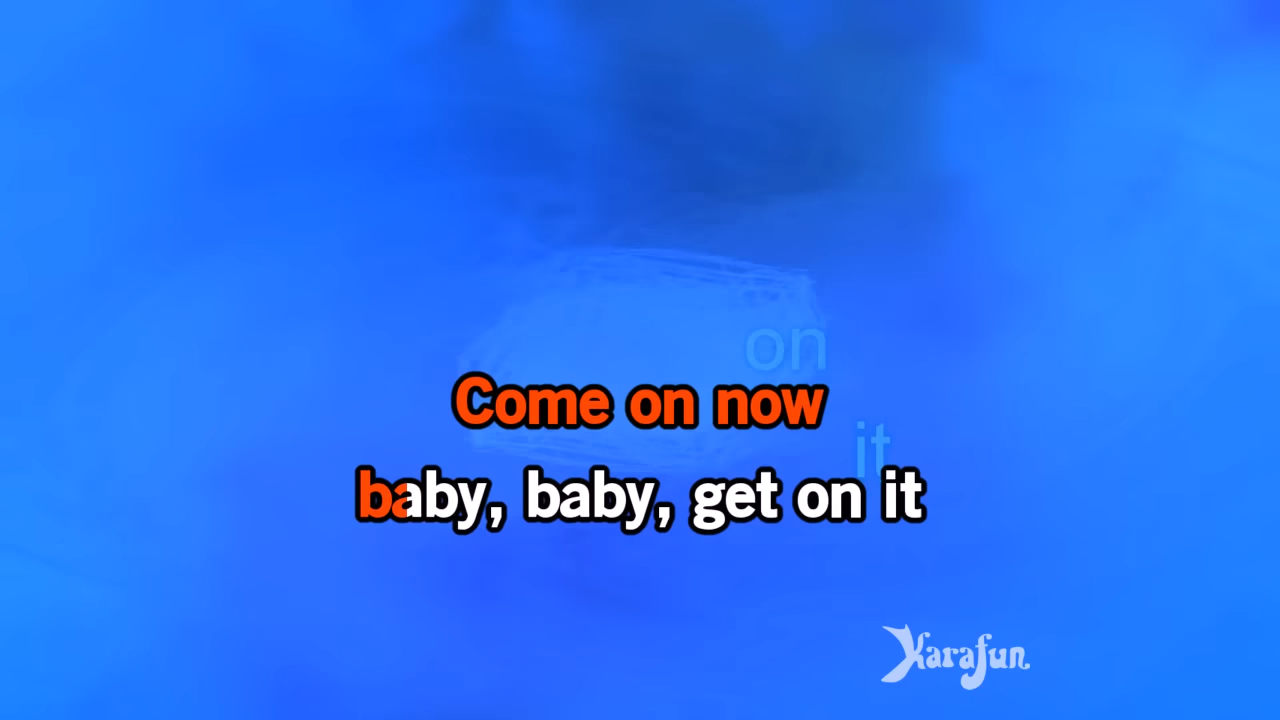 on
Come on now
it
baby, baby, get on it
Karafun